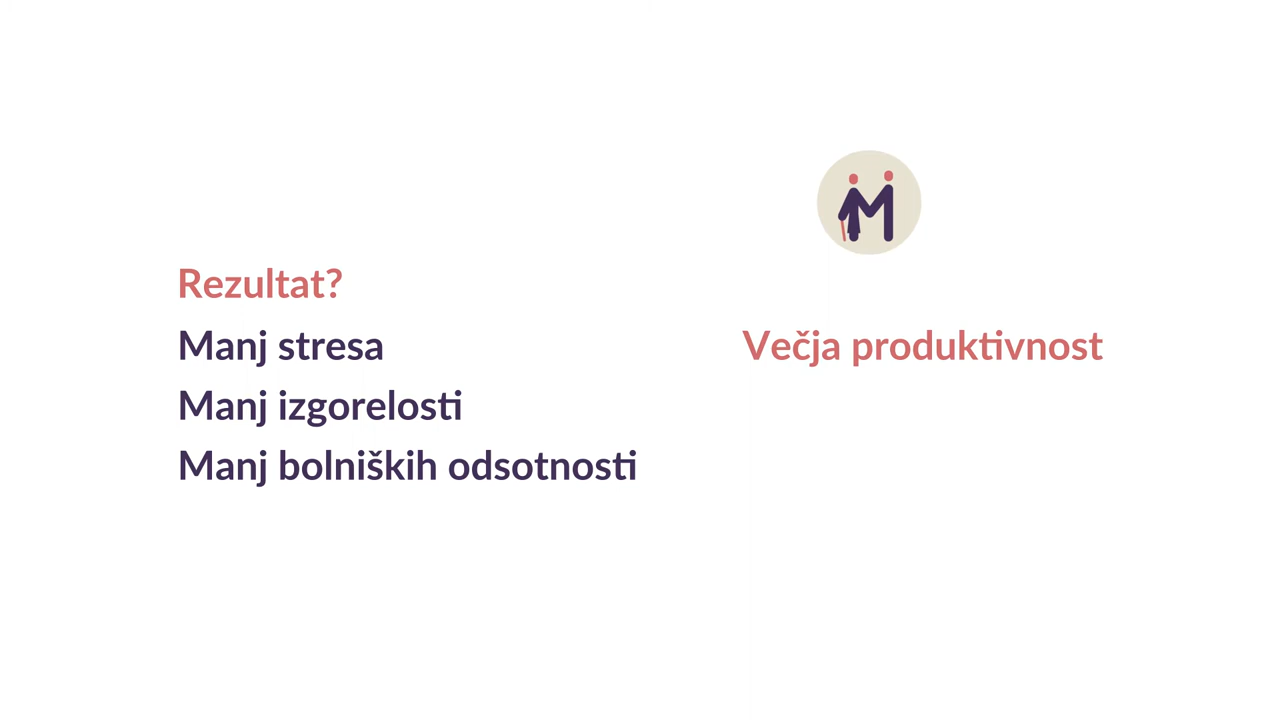 Rezultat?
Manj stresa
Manj izgorelosti
Manj bolniških odsotnosti
Večja produktivnost